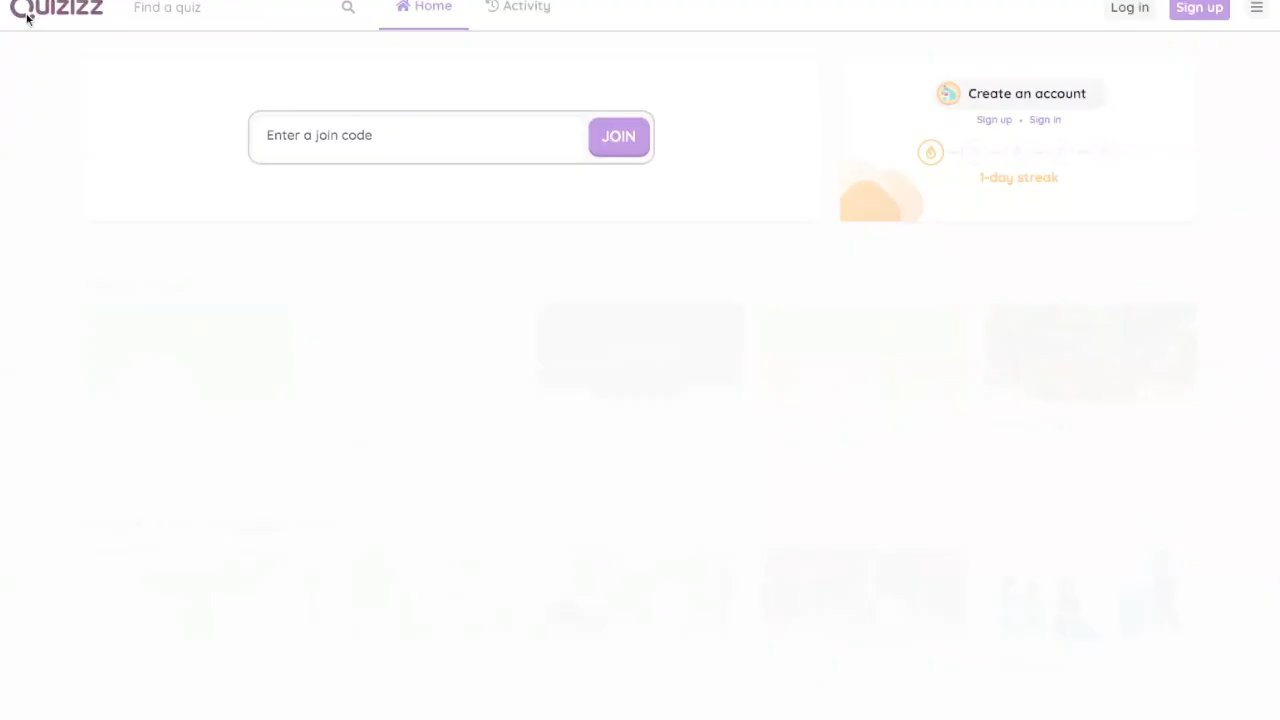 Quizizz Find a quiz Home Activity Log in Sign up
Enter a join code JOIN
Create an account
Sign up • Sign in
1-day streak